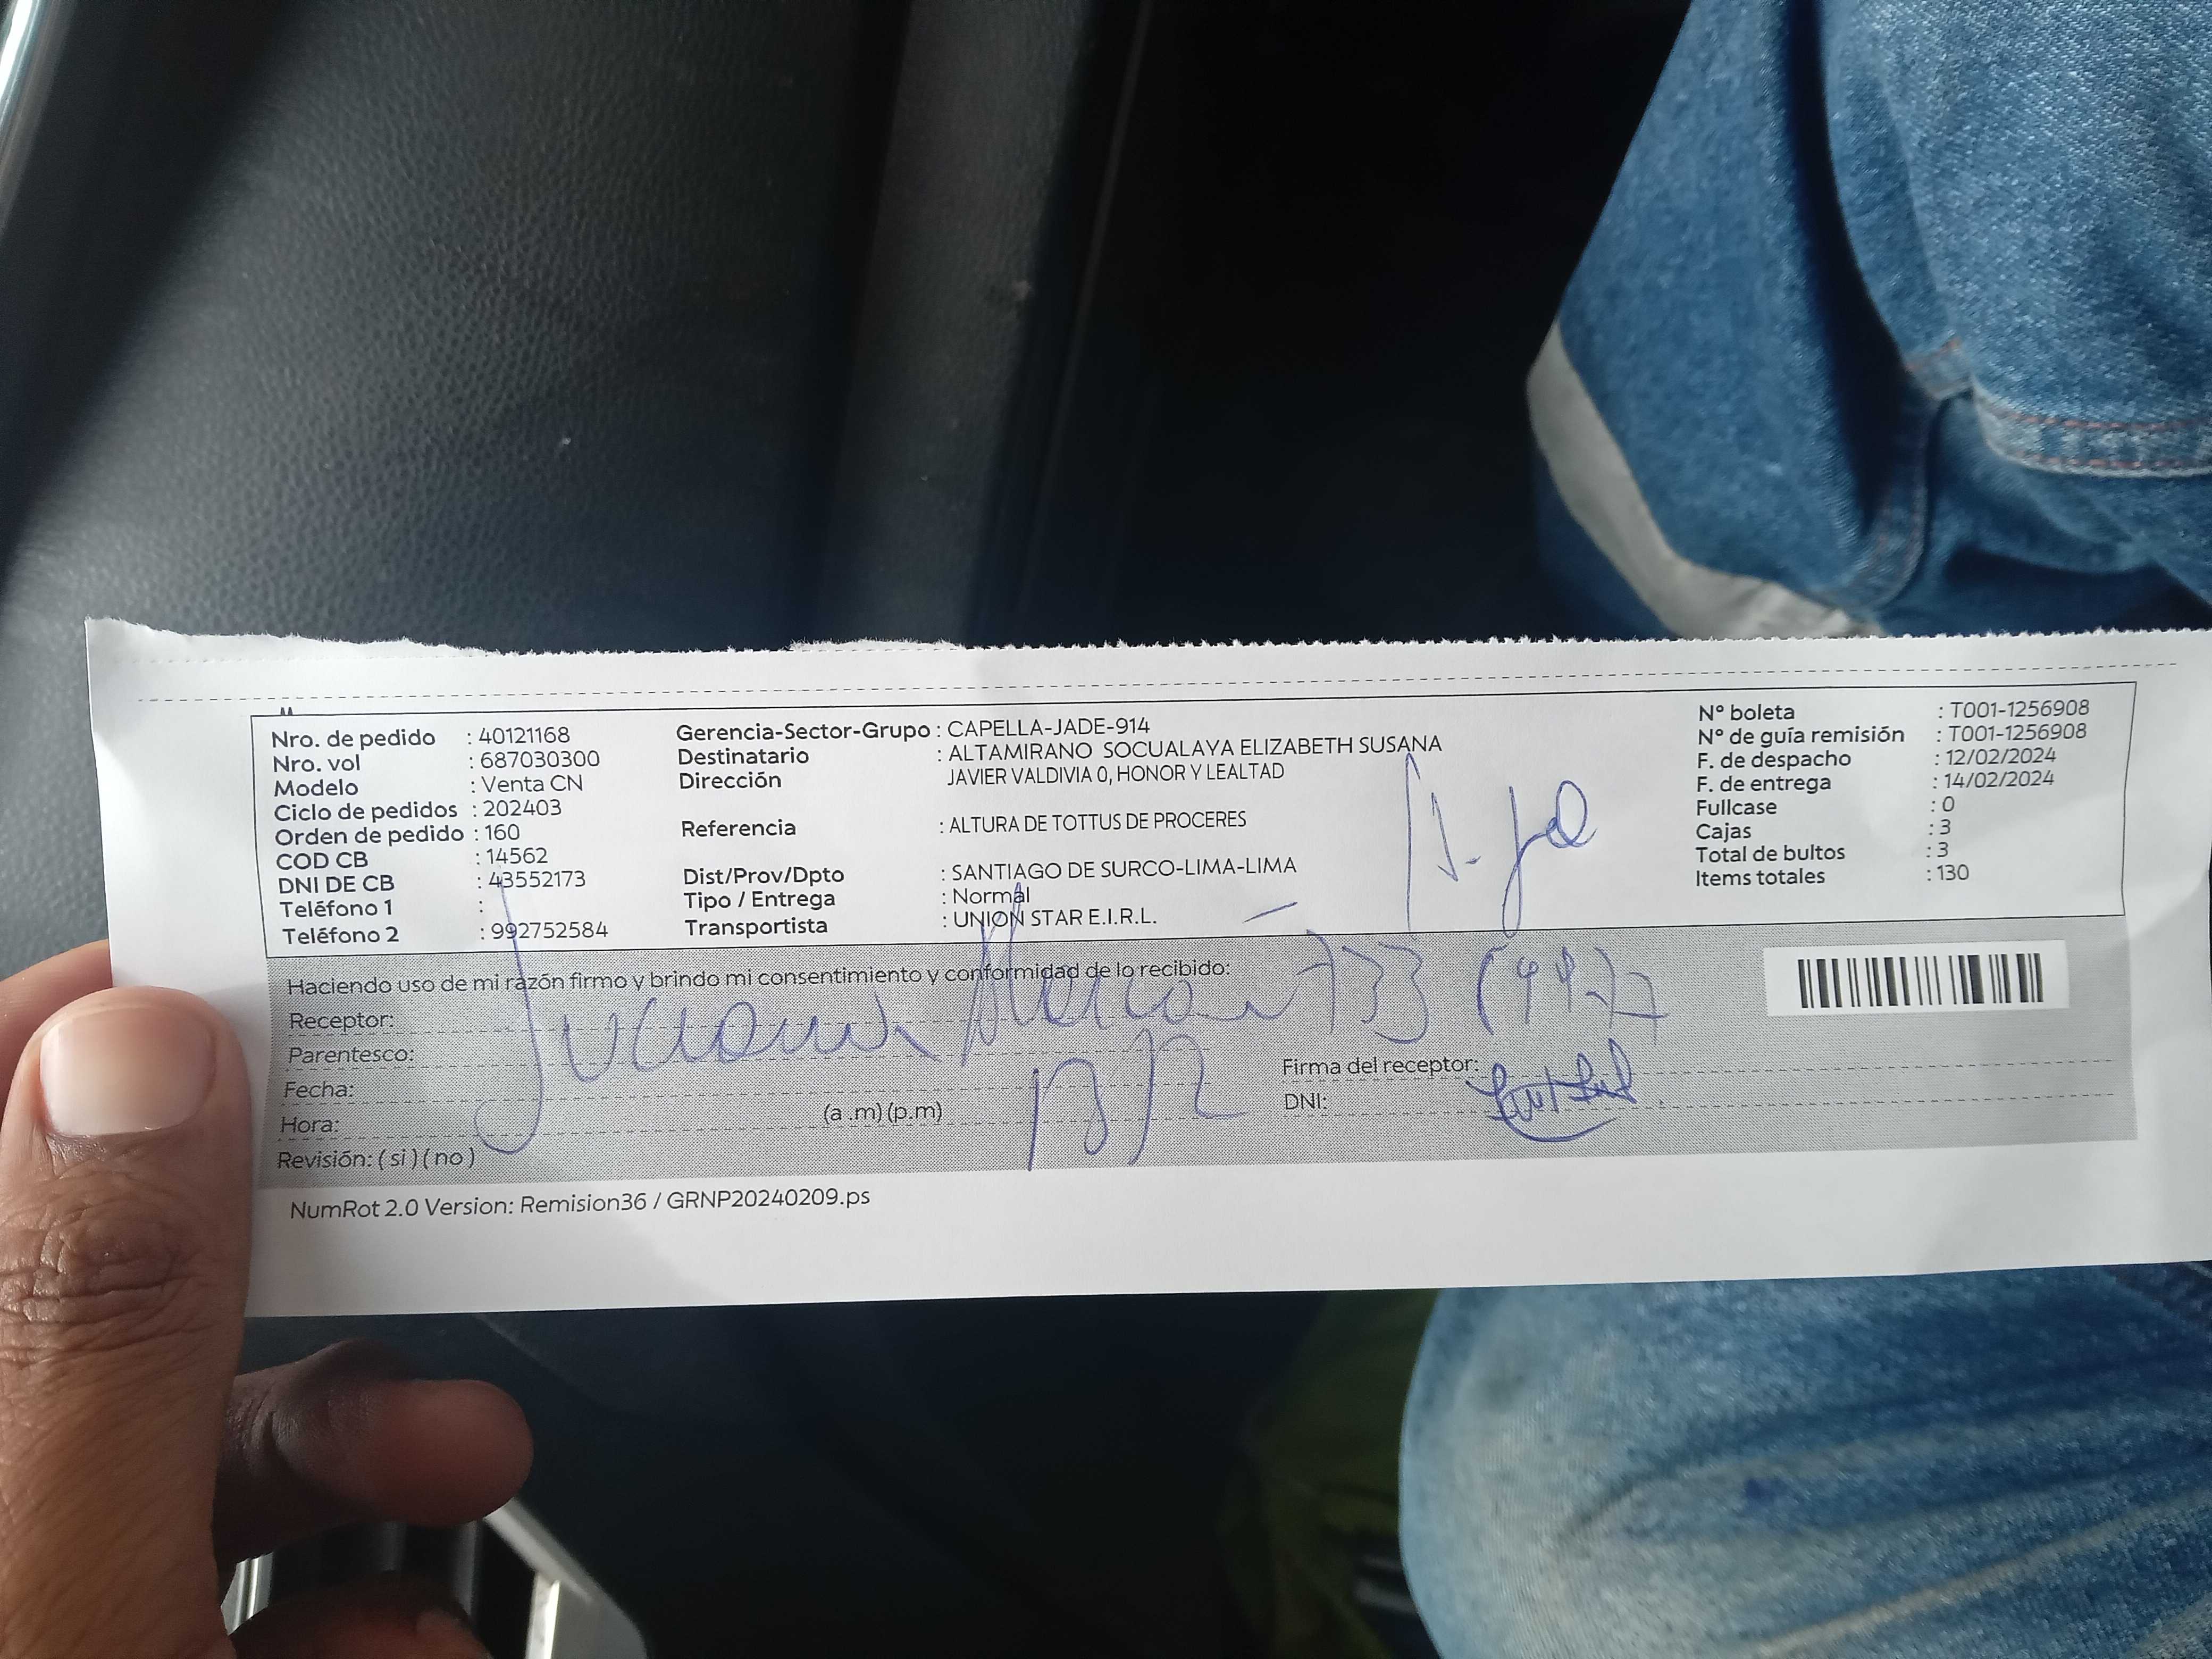 Nro. de pedido : 40121168
Nro. vol : 687030300
Modelo : Venta CN
Ciclo de pedidos : 202403
Orden de pedido : 160
COD CB : 14562
DNI DE CB : 43552173
Teléfono 1 :
Teléfono 2 : 992752584
Gerencia-Sector-Grupo : CAPELLA-JADE-914
Destinatario : ALTAMIRANO SOCUALAYA ELIZABETH SUSANA
Dirección JAVIER VALDIVIA 0, HONOR Y LEALTAD
Referencia : ALTURA DE TOTTUS DE PROCERES
Dist/Prov/Dpto : SANTIAGO DE SURCO-LIMA-LIMA
Tipo / Entrega : Normal
Transportista : UNION STAR E.I.R.L.
N° boleta : T001-1256908
N° de guía remisión : T001-1256908
F. de despacho : 12/02/2024
F. de entrega : 14/02/2024
Fullcase : 0
Cajas : 3
Total de bultos : 3
Items totales : 130
Haciendo uso de mi razón firmo y brindo mi consentimiento y conformidad de lo recibido:
Receptor:
Parentesco:
Fecha:
Hora: (a .m) (p.m)
Revisión: ( si ) ( no )
Firma del receptor:
DNI:
NumRot 2.0 Version: Remision36 / GRNP20240209.ps